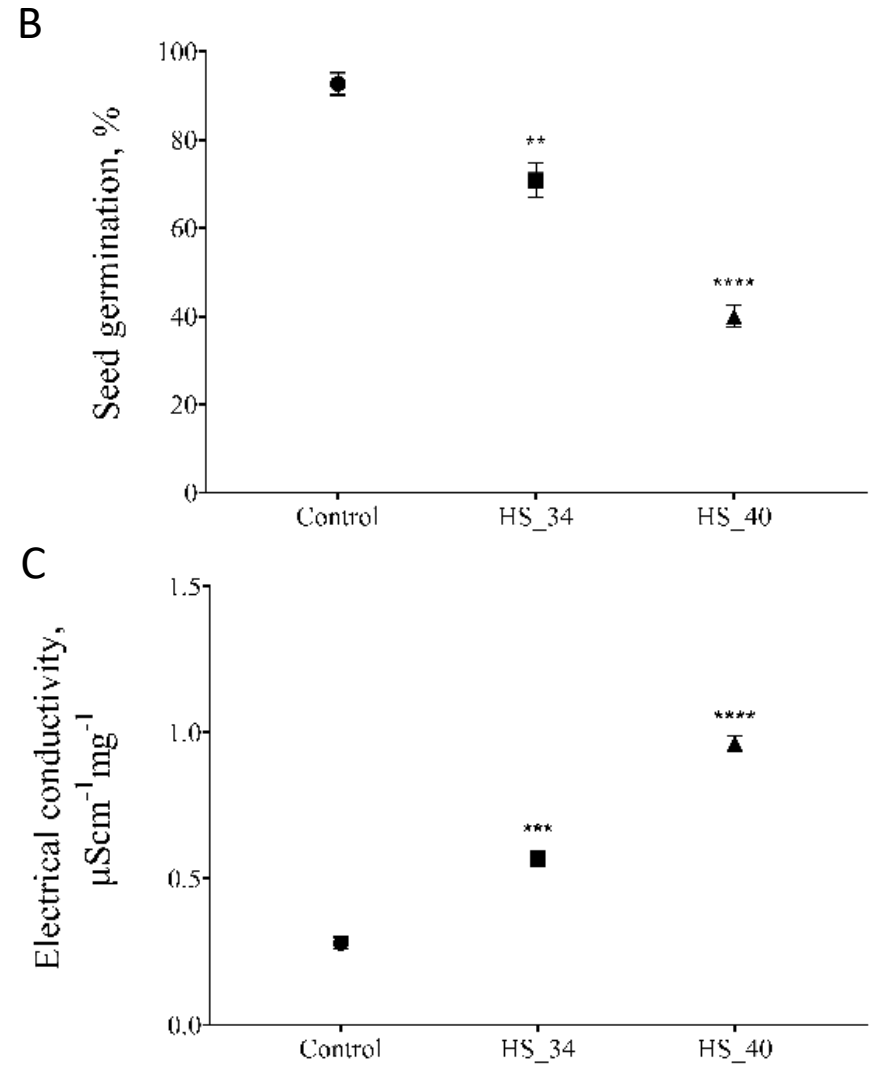 B
Seed germination, %
100
80
60
40
20
0
**
****
Control HS_34 HS_40
C
Electrical conductivity,
µScm⁻¹mg⁻¹
1.5
1.0
0.5
0.0
***
****
Control HS_34 HS_40